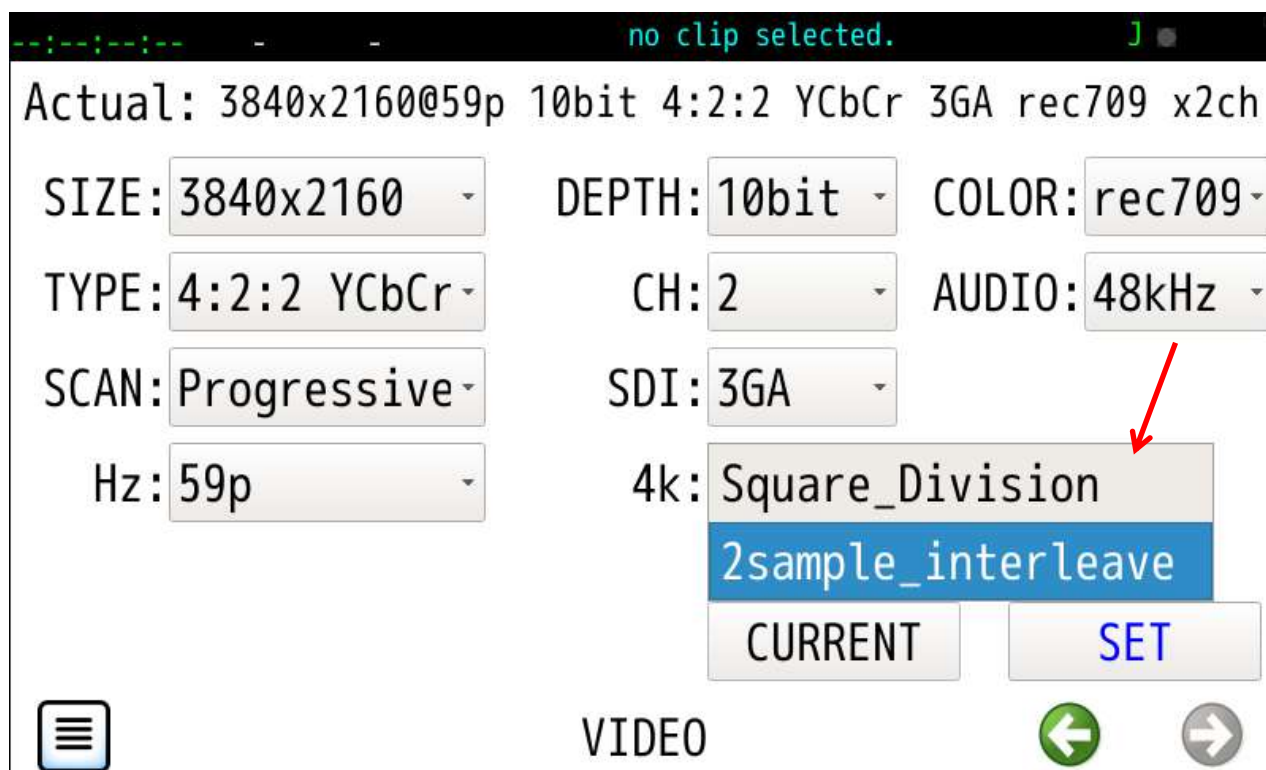 --:--:--:-- - - no clip selected. J
Actual: 3840x2160@59p 10bit 4:2:2 YCbCr 3GA rec709 x2ch
SIZE: 3840x2160 DEPTH: 10bit COLOR: rec709
TYPE: 4:2:2 YCbCr CH: 2 AUDIO: 48kHz
SCAN: Progressive SDI: 3GA
Hz: 59p 4k: Square_Division
2sample_interleave
CURRENT SET
VIDEO